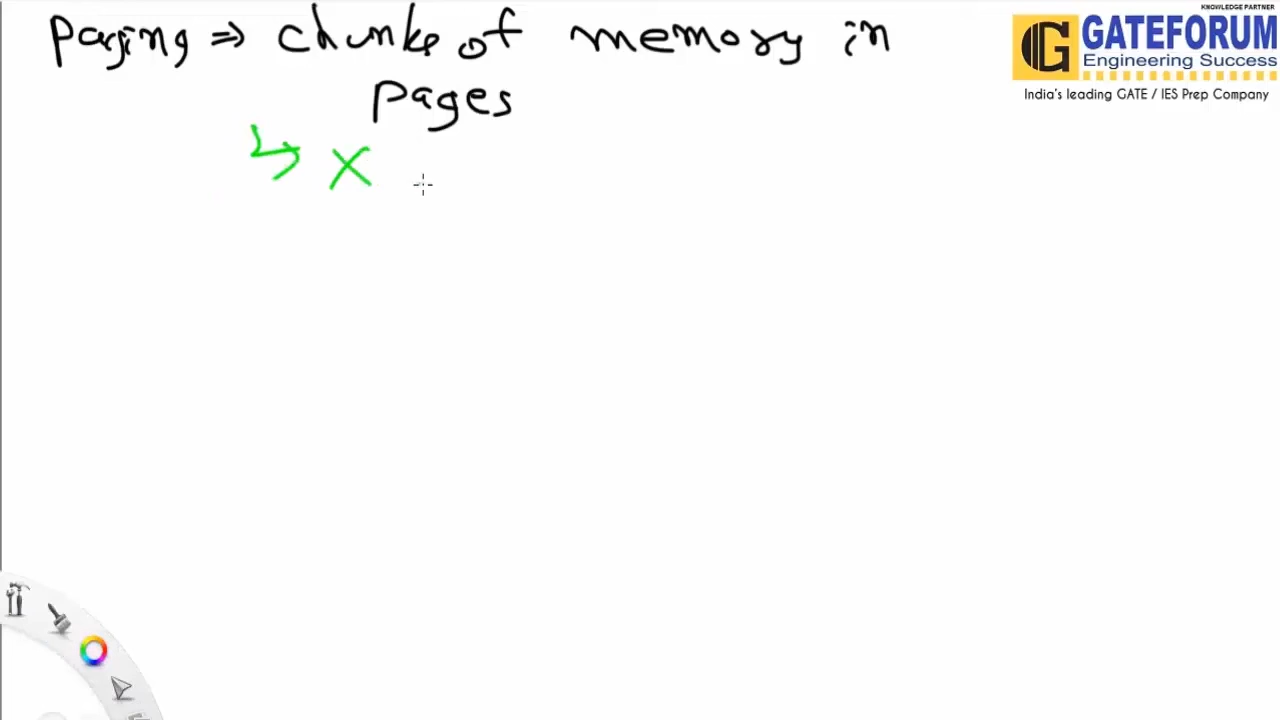 Paging ⇒ chunks of memory in
pages
↳ X
KNOWLEDGE PARTNER
GATEFORUM
Engineering Success
India's leading GATE / IES Prep Company